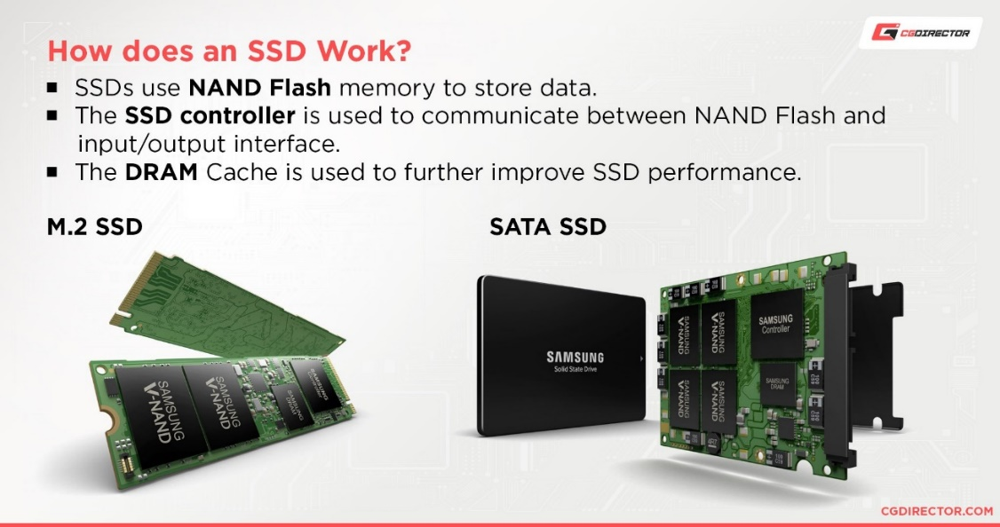 CGDIRECTOR
How does an SSD Work?
SSDs use NAND Flash memory to store data.
The SSD controller is used to communicate between NAND Flash and
input/output interface.
The DRAM Cache is used to further improve SSD performance.
M.2 SSD
SATA SSD
SAMSUNG
V-NAND
SAMSUNG
V-NAND
SAMSUNG
DRAM
SAMSUNG
Controller
SAMSUNG
Solid State Drive
SAMSUNG
V-NAND
SAMSUNG
V-NAND
SAMSUNG
Controller
SAMSUNG
V-NAND
SAMSUNG
V-NAND
SAMSUNG
DRAM
CGDIRECTOR.COM